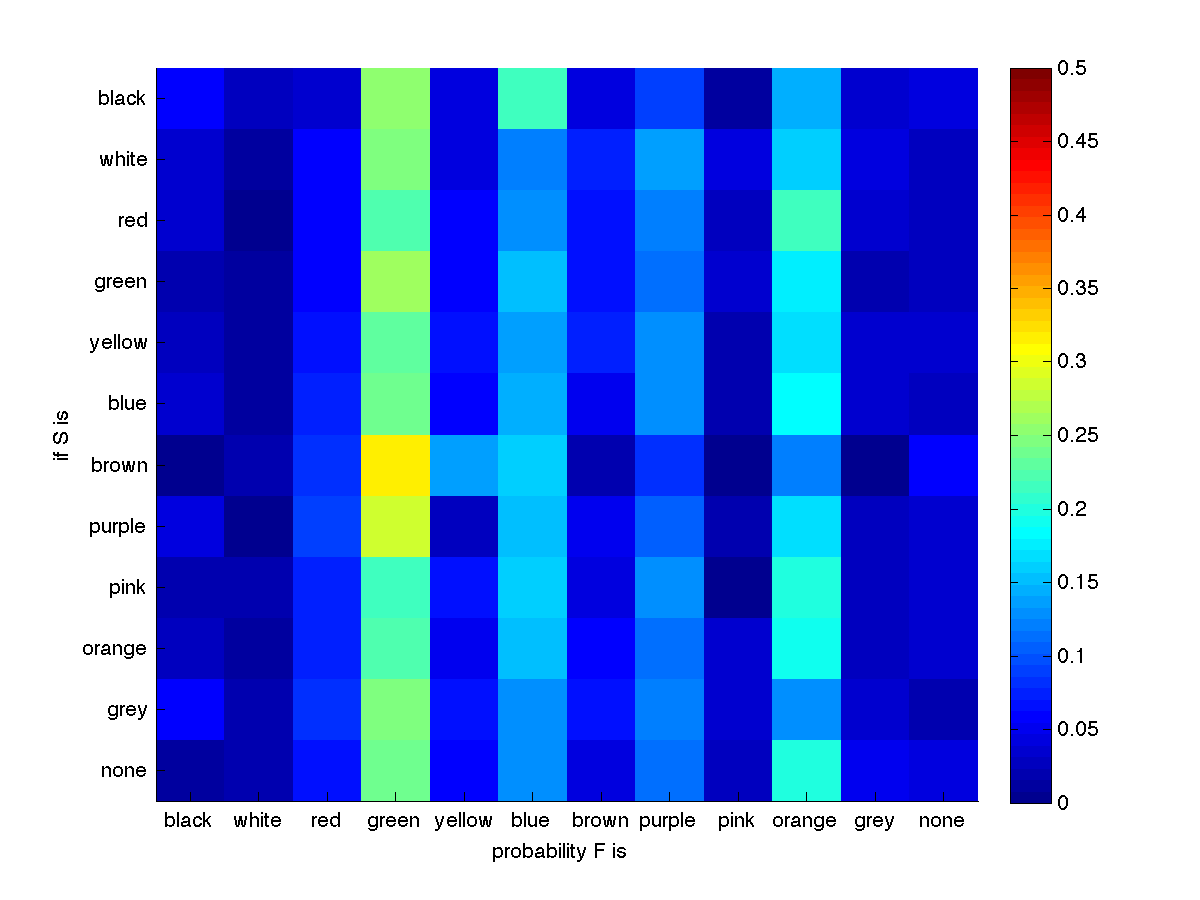 black
white
red
green
yellow
blue
brown
purple
pink
orange
grey
none
if S is
black white red green yellow blue brown purple pink orange grey none
probability F is
0.5
0.45
0.4
0.35
0.3
0.25
0.2
0.15
0.1
0.05
0